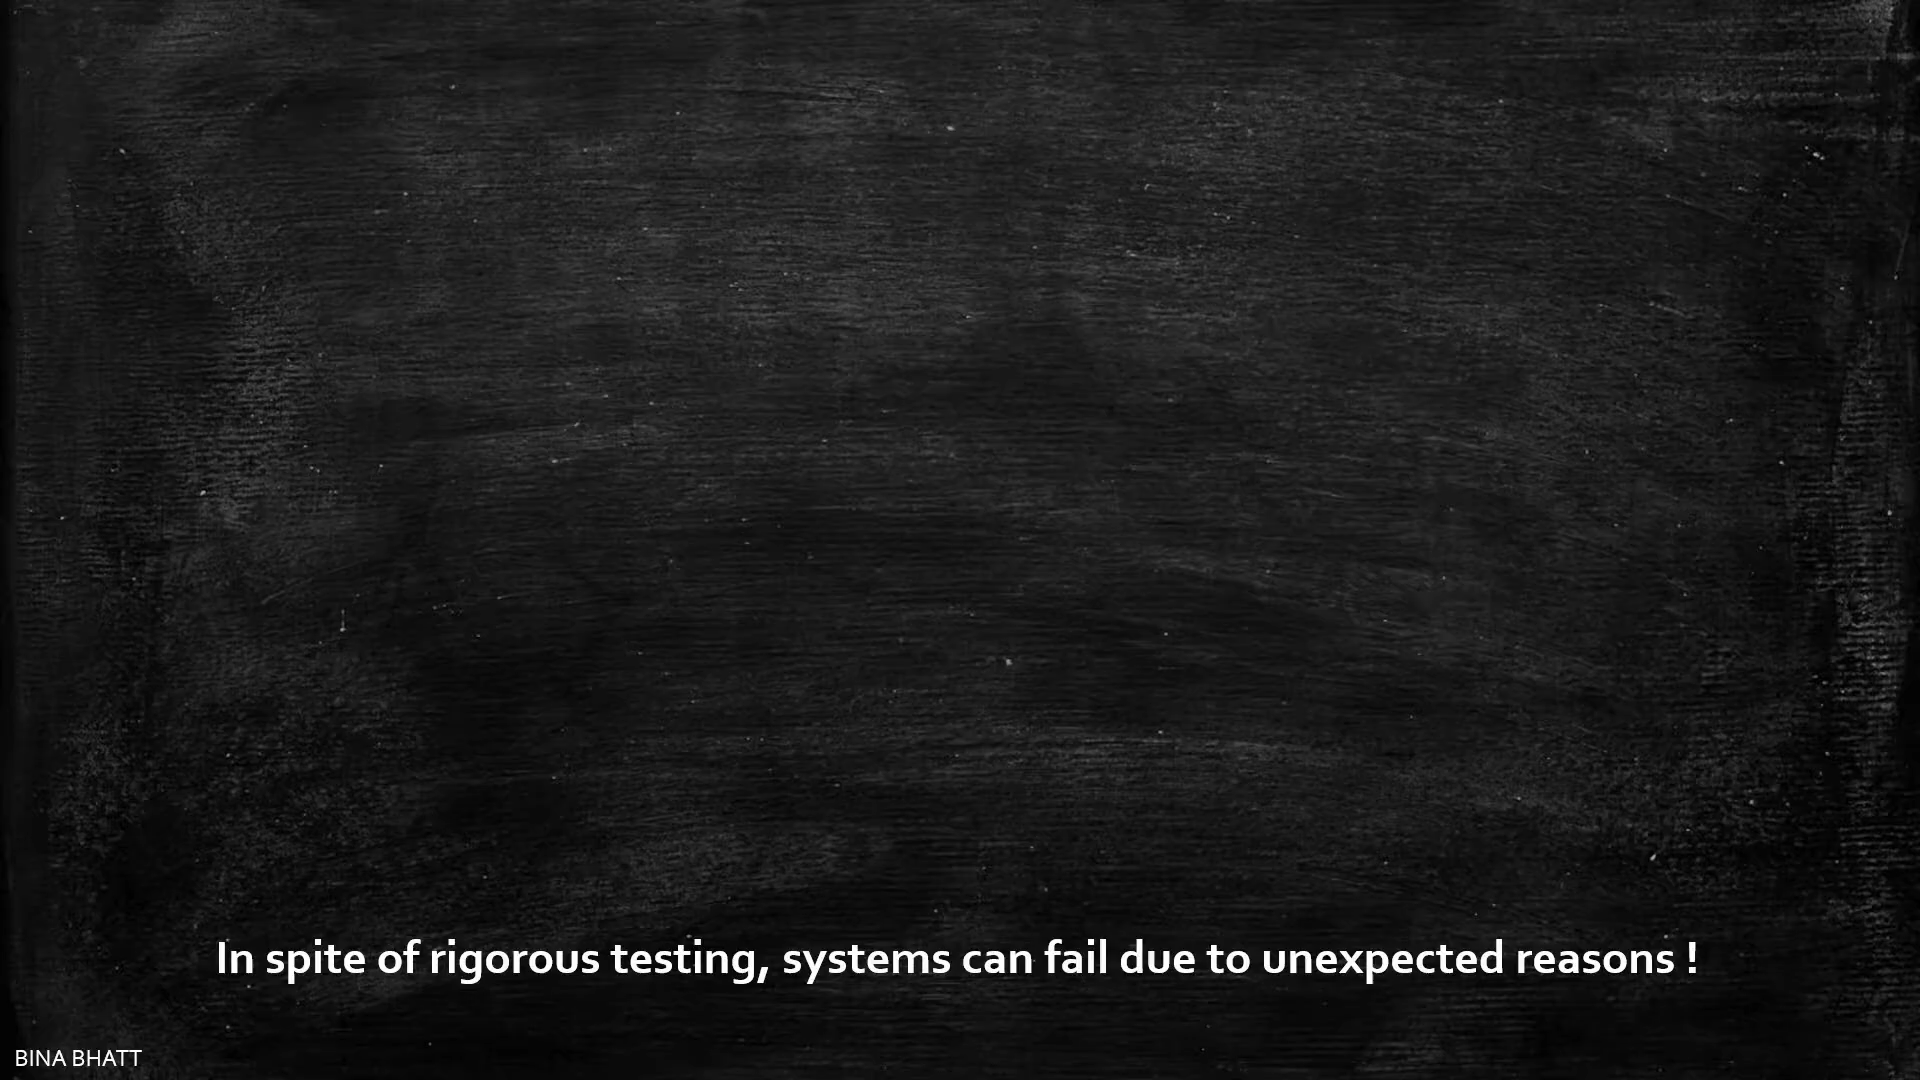 In spite of rigorous testing, systems can fail due to unexpected reasons !
BINA BHATT